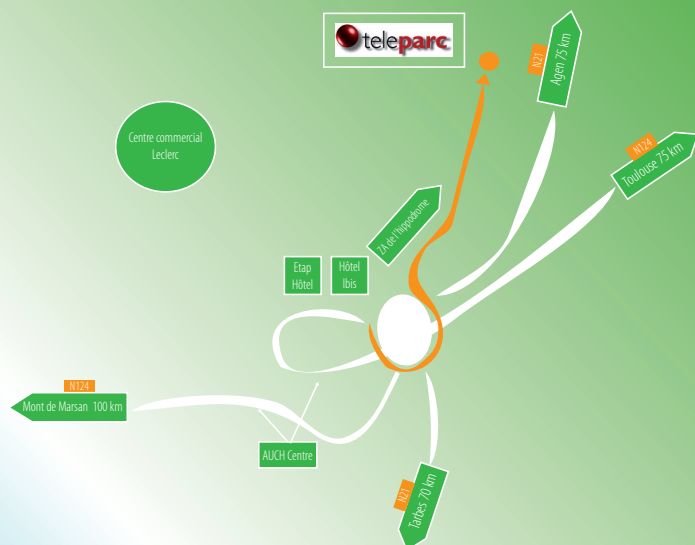 teleparc
N21
Agen 75 km
Centre commercial
Leclerc
N124
Toulouse 75 km
ZA de l'hippodrome
Etap
Hôtel
Hôtel
Ibis
N124
Mont de Marsan 100 km
AUCH Centre
N21
Tarbes 70 km